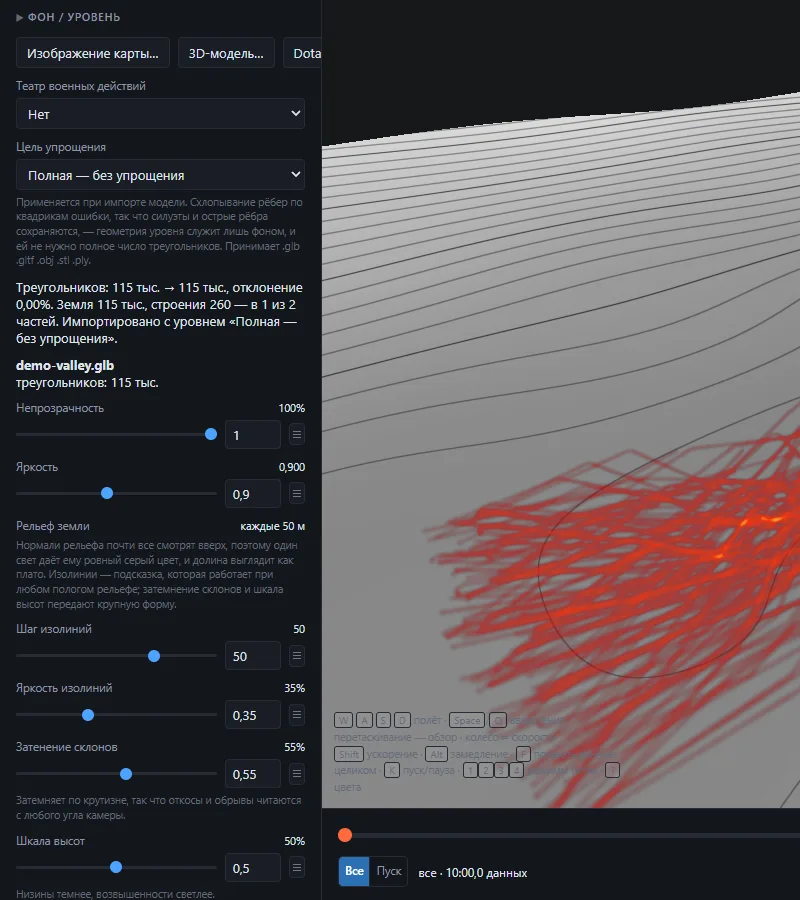 ▶ ФОН / УРОВЕНЬ
Изображение карты...
3D-модель...
Dota
Театр военных действий
Нет
Цель упрощения
Полная — без упрощения
Применяется при импорте модели. Схлопывание рёбер по
квадрикам ошибки, так что силуэты и острые рёбра
сохраняются, — геометрия уровня служит лишь фоном, и
ей не нужно полное число треугольников. Принимает .glb
.gltf .obj .stl .ply.
Треугольников: 115 тыс. → 115 тыс., отклонение
0,00%. Земля 115 тыс., строения 260 — в 1 из 2
частей. Импортировано с уровнем «Полная —
без упрощения».
demo-valley.glb
треугольников: 115 тыс.
Непрозрачность 100%
1
Яркость 0,900
0,9
Рельеф земли каждые 50 м
Нормали рельефа почти все смотрят вверх, поэтому один
свет даёт ему ровный серый цвет, и долина выглядит как
плато. Изолинии — подсказка, которая работает при
любом пологом рельефе; затемнение склонов и шкала
высот передают крупную форму.
Шаг изолиний 50
50
Яркость изолиний 35%
0,35
Затенение склонов 55%
0,55
Затемняет по крутизне, так что откосы и обрывы читаются
с любого угла камеры.
Шкала высот 50%
0,5
Низины темнее, возвышенности светлее.
W A S D полёт · Space
перетаскивание — обзор · колесо — скорость
Shift ускорение · Alt замедление · F
целиком · K пуск/пауза · 1 2 3 4
цвета
Все Пуск все · 10:00,0 данных